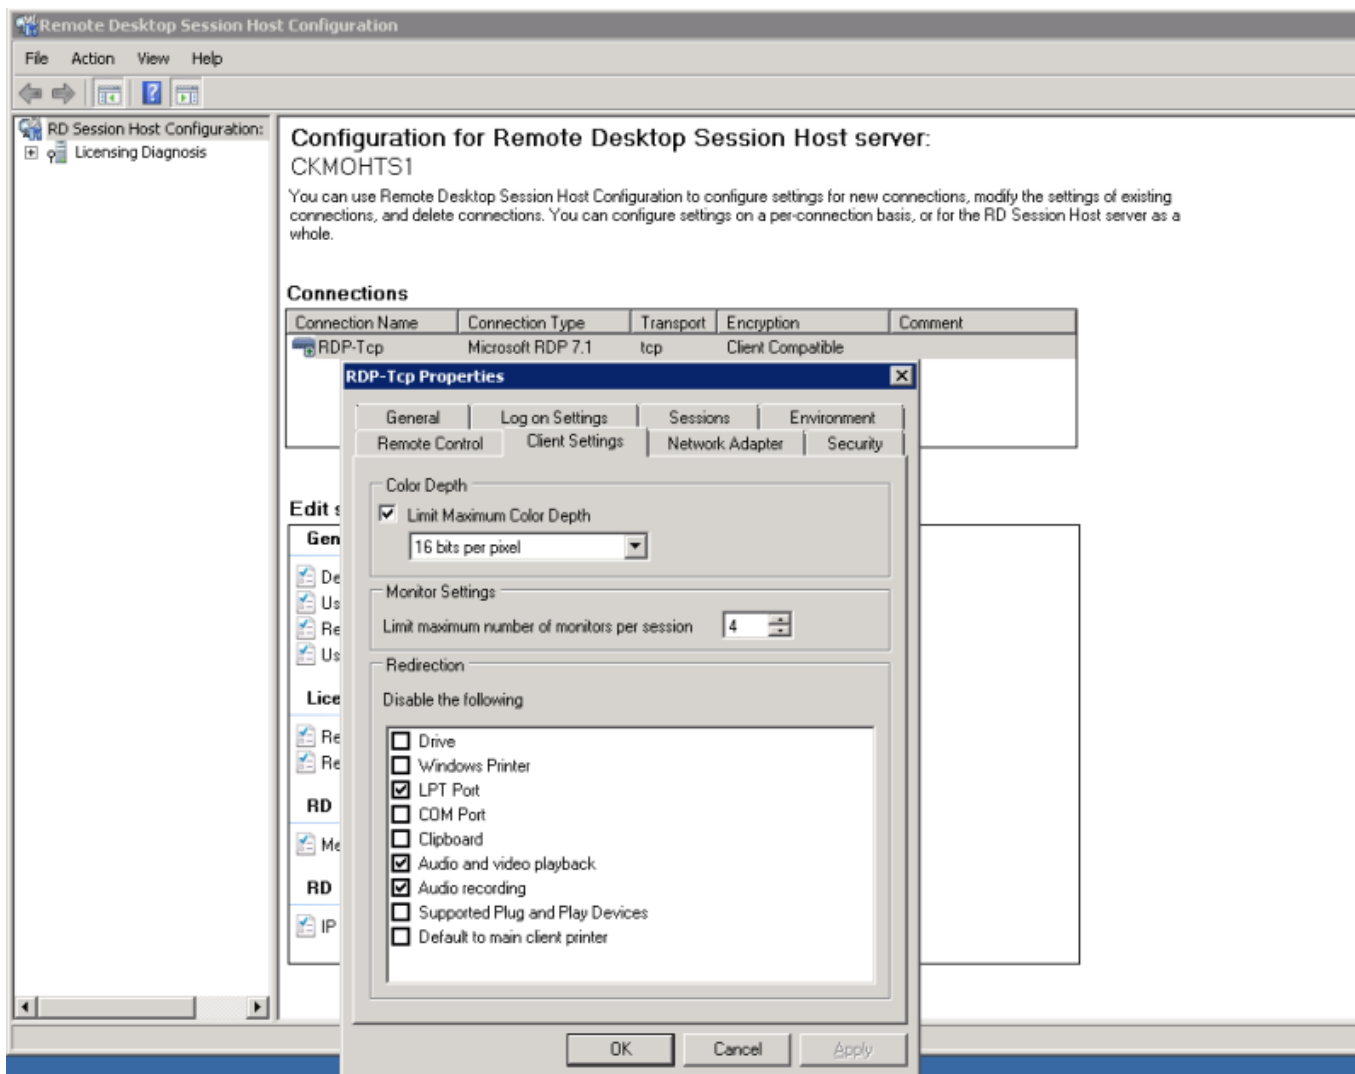 Remote Desktop Session Host Configuration
File Action View Help
RD Session Host Configuration:
Licensing Diagnosis
Configuration for Remote Desktop Session Host server:
CKMOHTS1
You can use Remote Desktop Session Host Configuration to configure settings for new connections, modify the settings of existing
connections, and delete connections. You can configure settings on a per-connection basis, or for the RD Session Host server as a
whole.
Connections
Connection Name Connection Type Transport Encryption Comment
RDP-Tcp Microsoft RDP 7.1 tcp Client Compatible
Edit s
Gen
De
Us
Re
Us
Lice
Re
Re
RD
Me
RD
IP
RDP-Tcp Properties
General Log on Settings Sessions Environment
Remote Control Client Settings Network Adapter Security
Color Depth
Limit Maximum Color Depth
16 bits per pixel
Monitor Settings
Limit maximum number of monitors per session 4
Redirection
Disable the following
Drive
Windows Printer
LPT Port
COM Port
Clipboard
Audio and video playback
Audio recording
Supported Plug and Play Devices
Default to main client printer
OK Cancel Apply